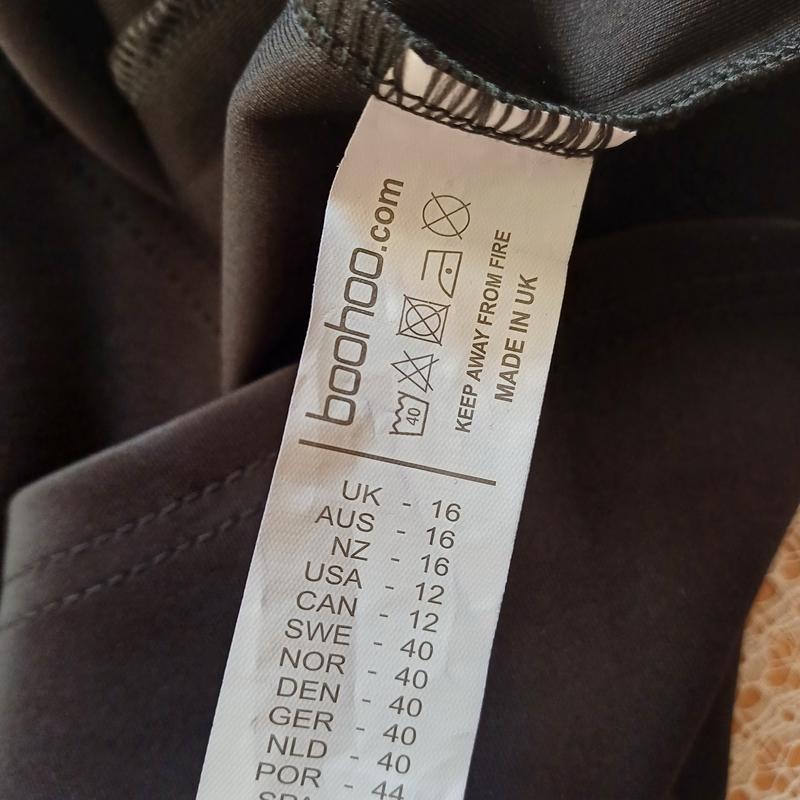 boohoo.com
40
KEEP AWAY FROM FIRE
MADE IN UK
UK - 16
AUS - 16
NZ - 16
USA - 12
CAN - 12
SWE - 40
NOR - 40
DEN - 40
GER - 40
NLD - 40
POR - 44